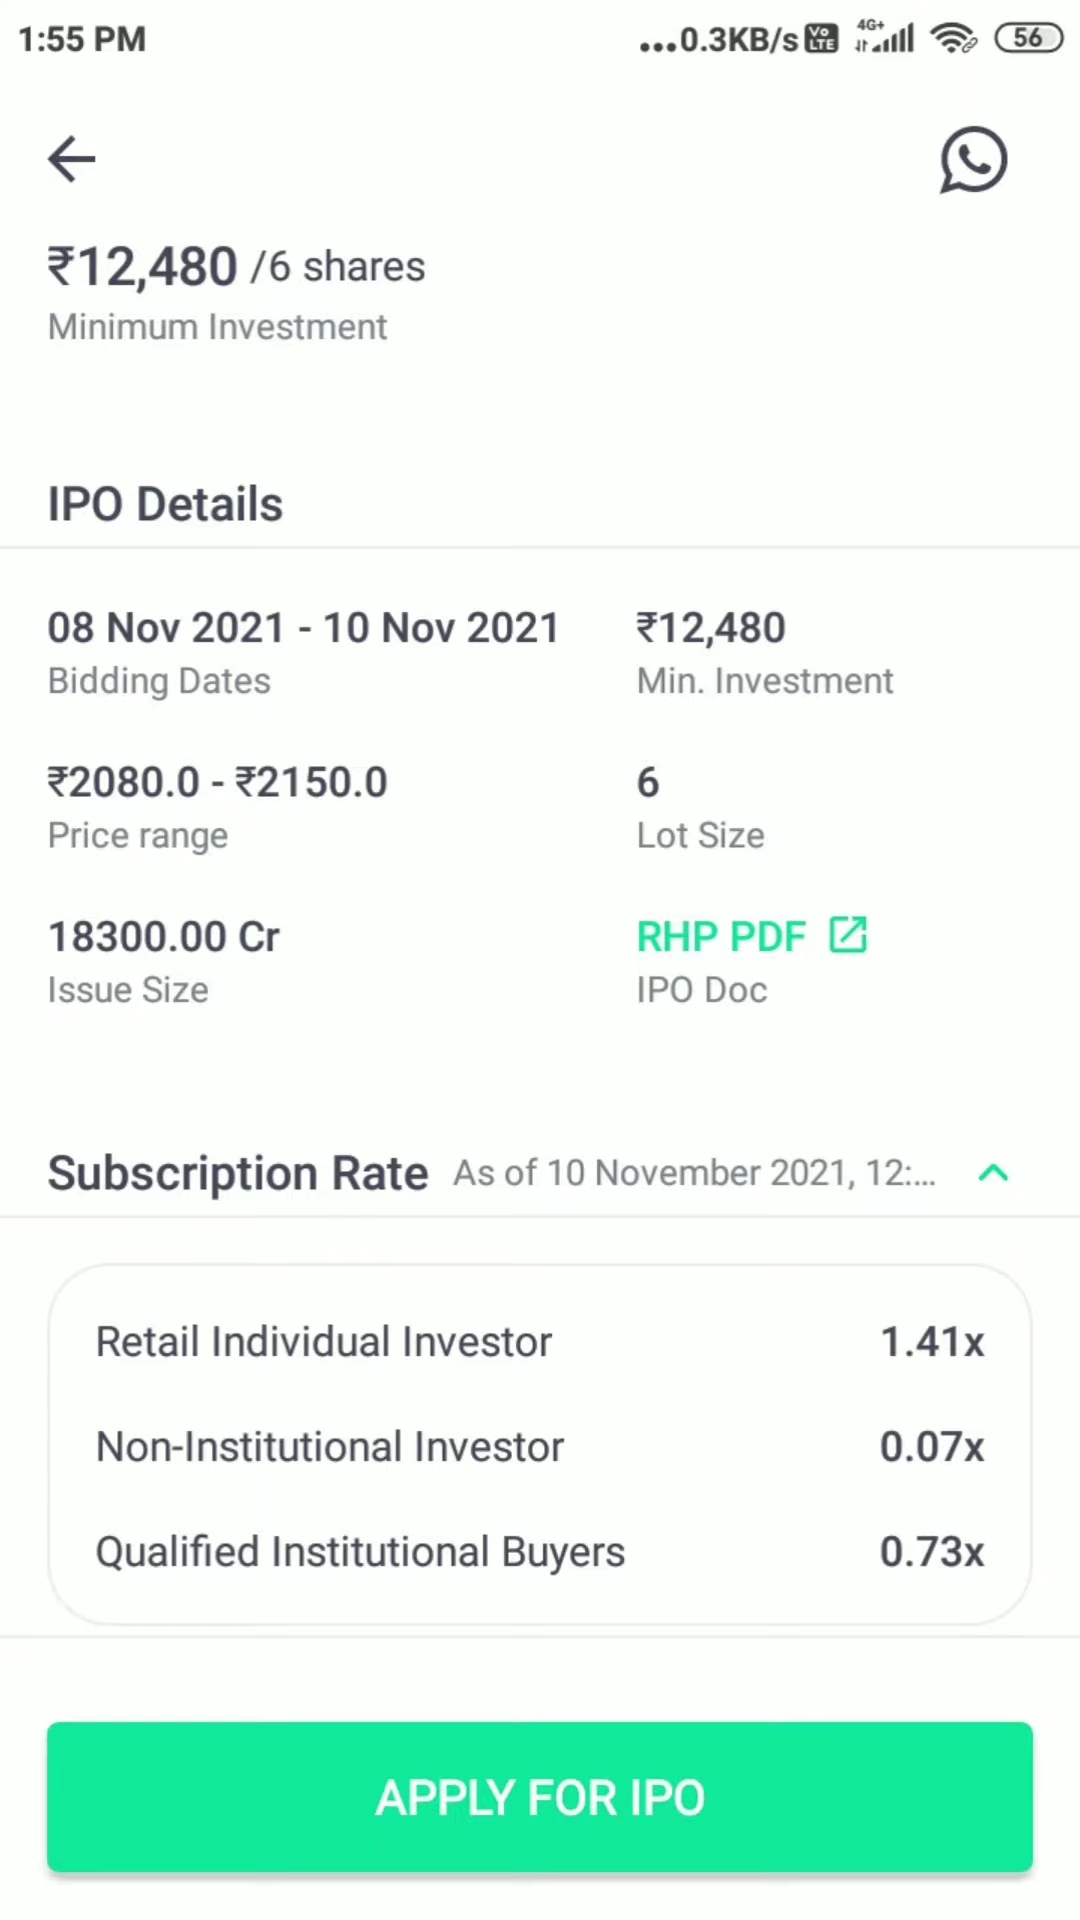 1:55 PM
...0.3KB/s Vo LTE 4G+ 56
₹12,480 /6 shares
Minimum Investment
IPO Details
08 Nov 2021 - 10 Nov 2021 ₹12,480
Bidding Dates Min. Investment
₹2080.0 - ₹2150.0 6
Price range Lot Size
18300.00 Cr RHP PDF
Issue Size IPO Doc
Subscription Rate As of 10 November 2021, 12:...
Retail Individual Investor 1.41x
Non-Institutional Investor 0.07x
Qualified Institutional Buyers 0.73x
APPLY FOR IPO